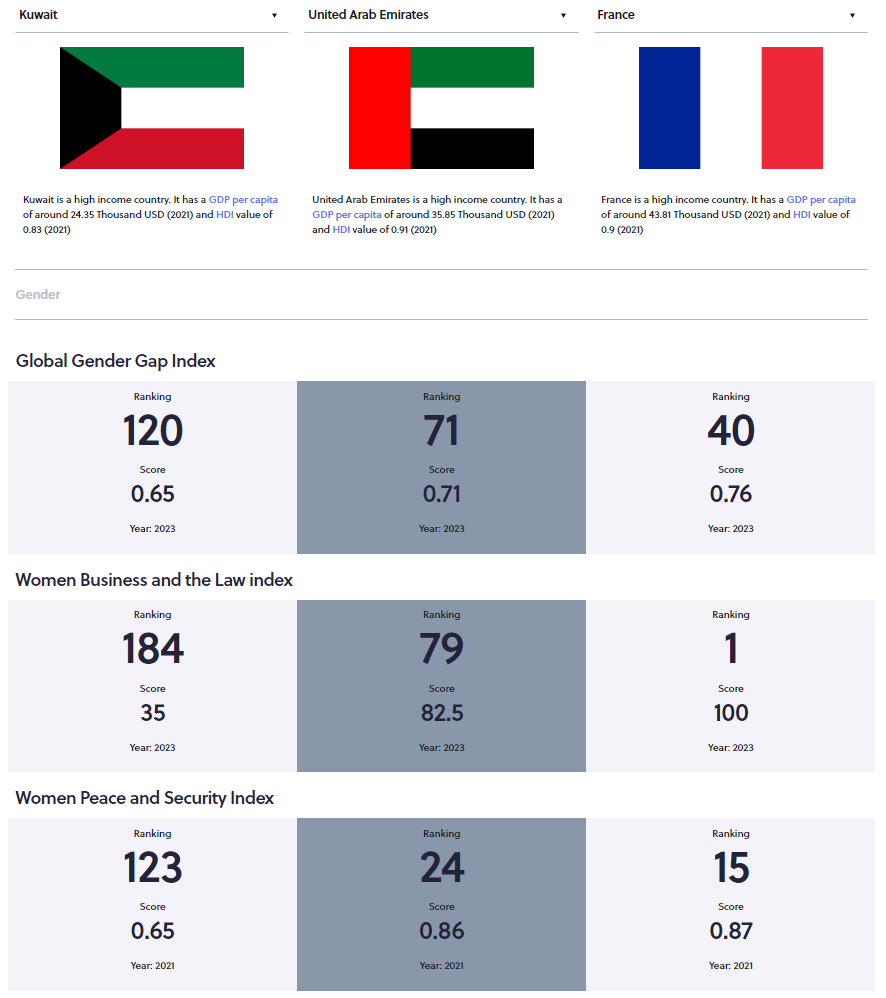 Kuwait
United Arab Emirates
France
Kuwait is a high income country. It has a GDP per capita
of around 24.35 Thousand USD (2021) and HDI value of
0.83 (2021)
United Arab Emirates is a high income country. It has a
GDP per capita of around 35.85 Thousand USD (2021)
and HDI value of 0.91 (2021)
France is a high income country. It has a GDP per capita
of around 43.81 Thousand USD (2021) and HDI value of
0.9 (2021)
Gender
Global Gender Gap Index
Ranking
120
Score
0.65
Year: 2023
Ranking
71
Score
0.71
Year: 2023
Ranking
40
Score
0.76
Year: 2023
Women Business and the Law index
Ranking
184
Score
35
Year: 2023
Ranking
79
Score
82.5
Year: 2023
Ranking
1
Score
100
Year: 2023
Women Peace and Security Index
Ranking
123
Score
0.65
Year: 2021
Ranking
24
Score
0.86
Year: 2021
Ranking
15
Score
0.87
Year: 2021